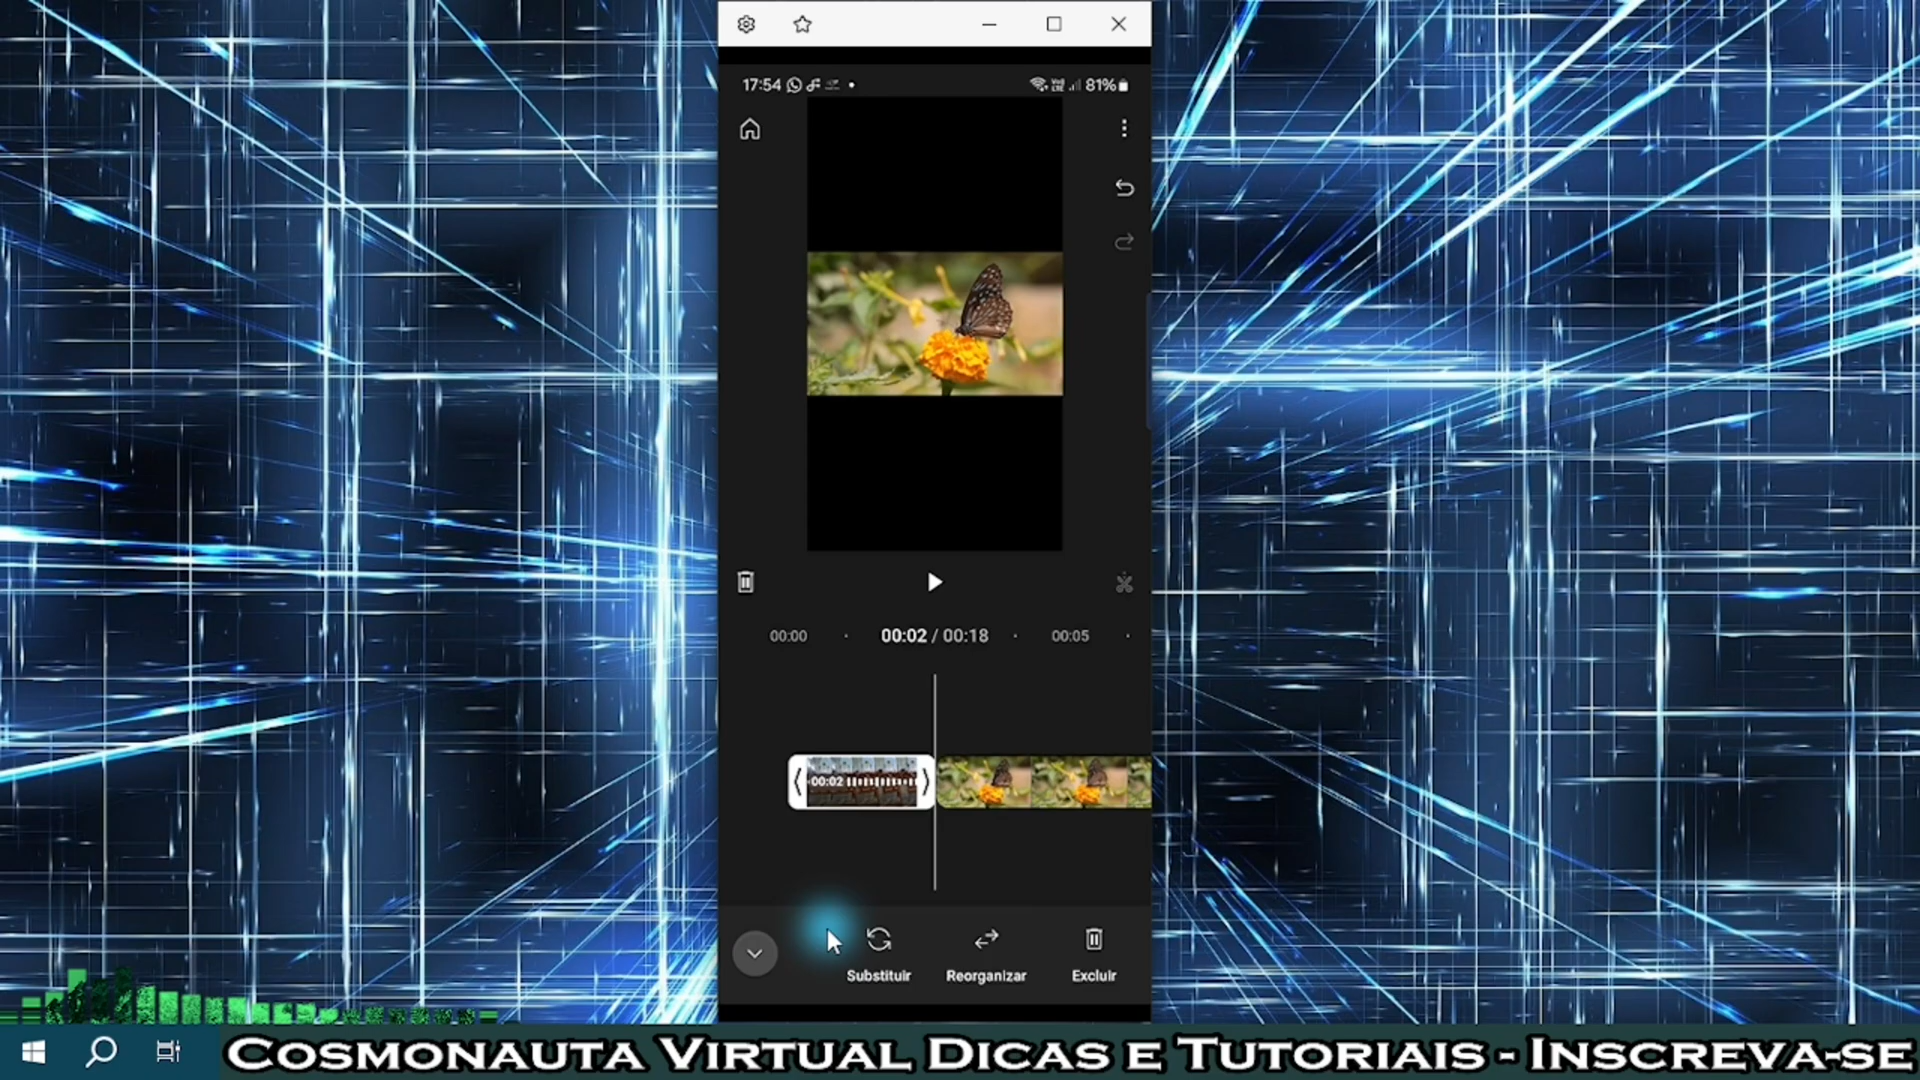 17:54 81%
00:00 00:02 / 00:18 00:05
00:02
Substituir Reorganizar Excluir
Cosmonauta Virtual Dicas e Tutoriais - Inscreva-se